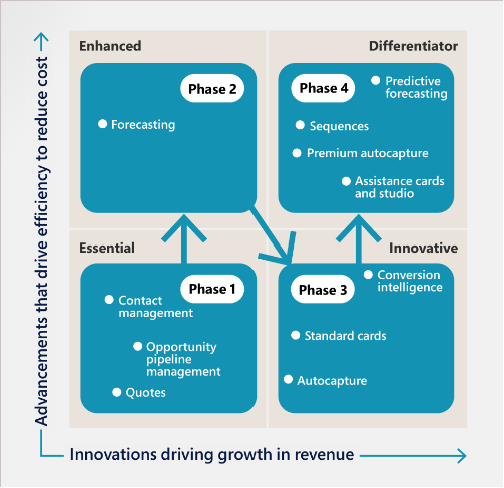 Advancements that drive efficiency to reduce cost
Enhanced
Phase 2
Forecasting
Differentiator
Phase 4
Predictive
forecasting
Sequences
Premium autocapture
Assistance cards
and studio
Essential
Phase 1
Contact
management
Opportunity
pipeline
management
Quotes
Innovative
Phase 3
Conversion
intelligence
Standard cards
Autocapture
Innovations driving growth in revenue